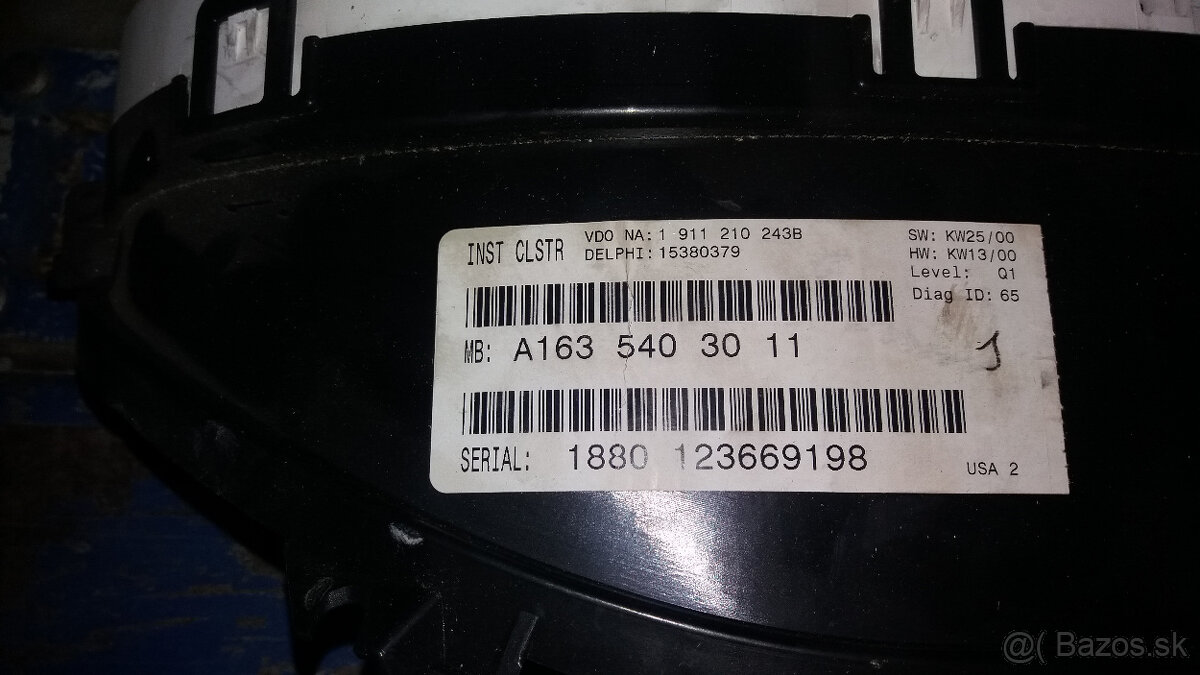 INST CLSTR
VDO NA: 1 911 210 243B
DELPHI: 15380379
SW: KW25/00
HW: KW13/00
Level: Q1
Diag ID: 65
MB: A163 540 30 11
1
SERIAL: 1880 123669198
USA 2
@( Bazos.sk